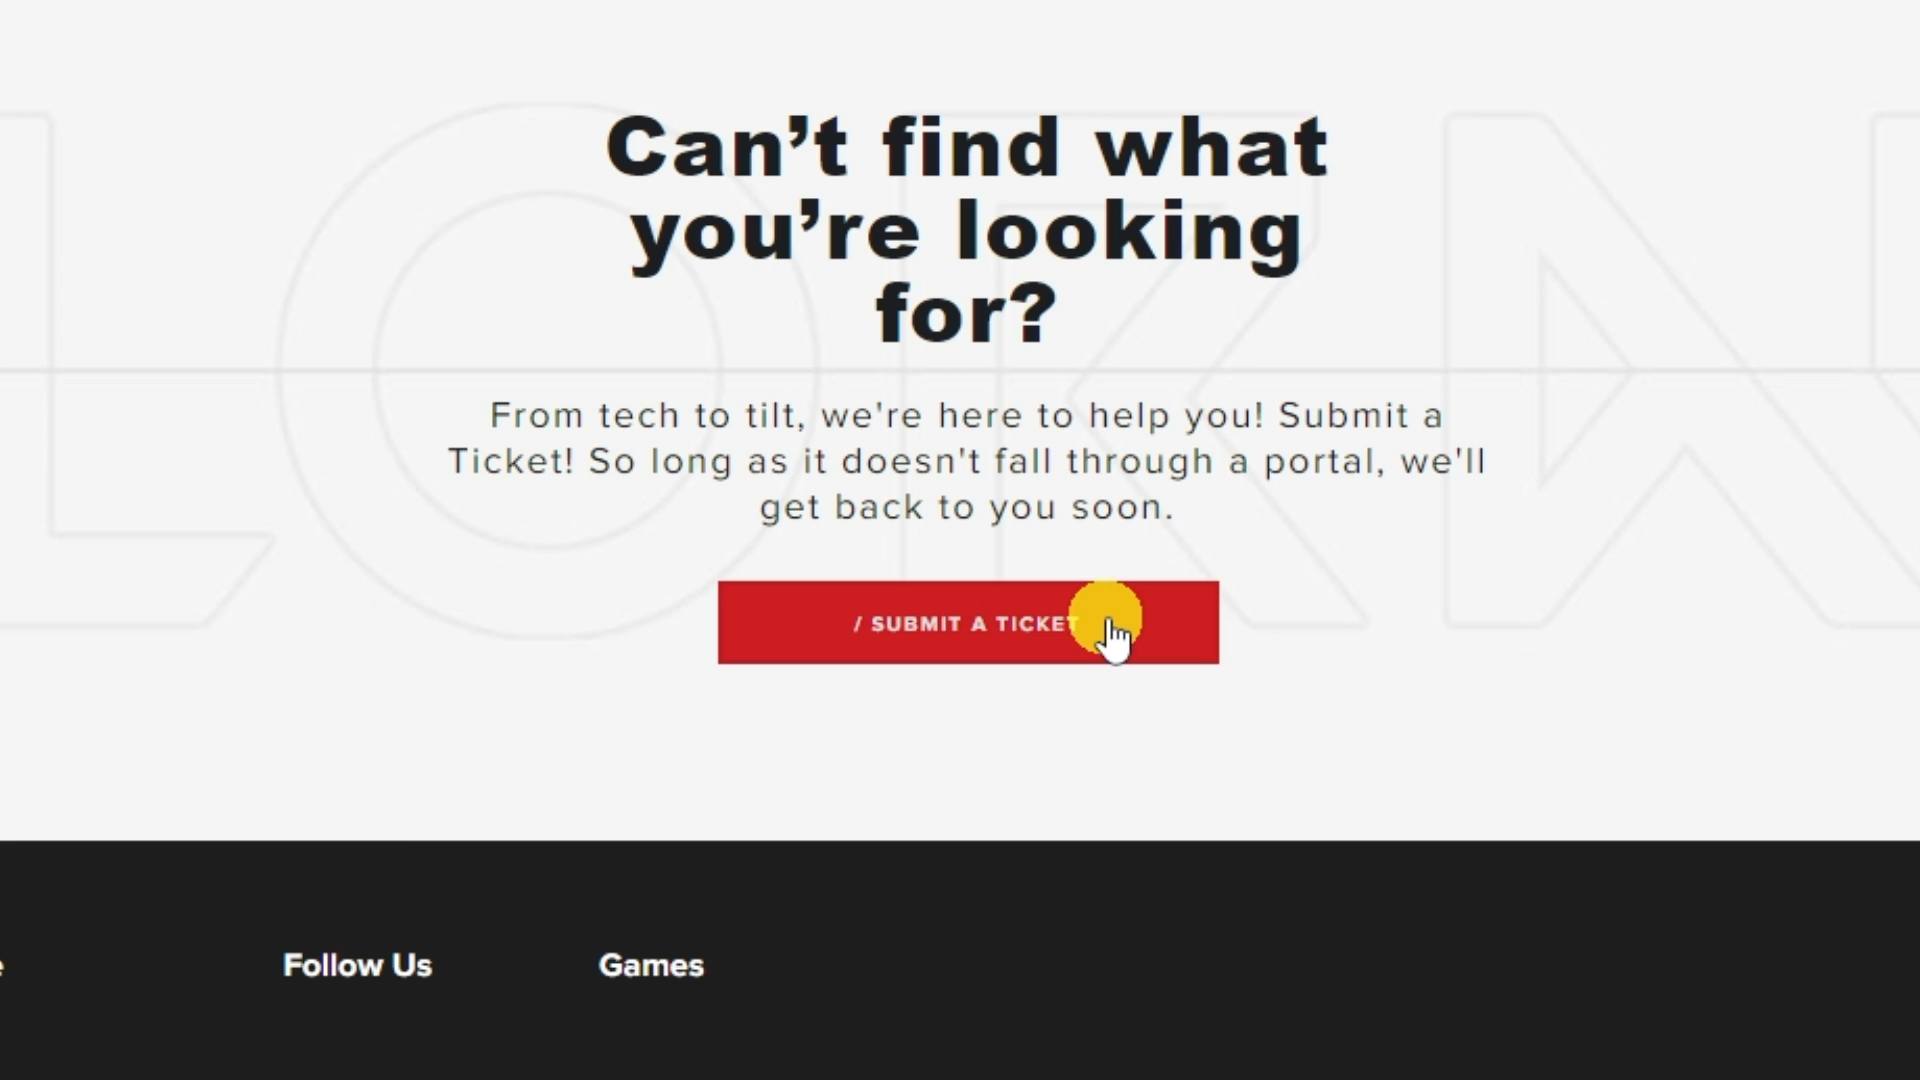 Can’t find what
you’re looking
for?
From tech to tilt, we're here to help you! Submit a
Ticket! So long as it doesn't fall through a portal, we'll
get back to you soon.
/ SUBMIT A TICKET
Follow Us
Games